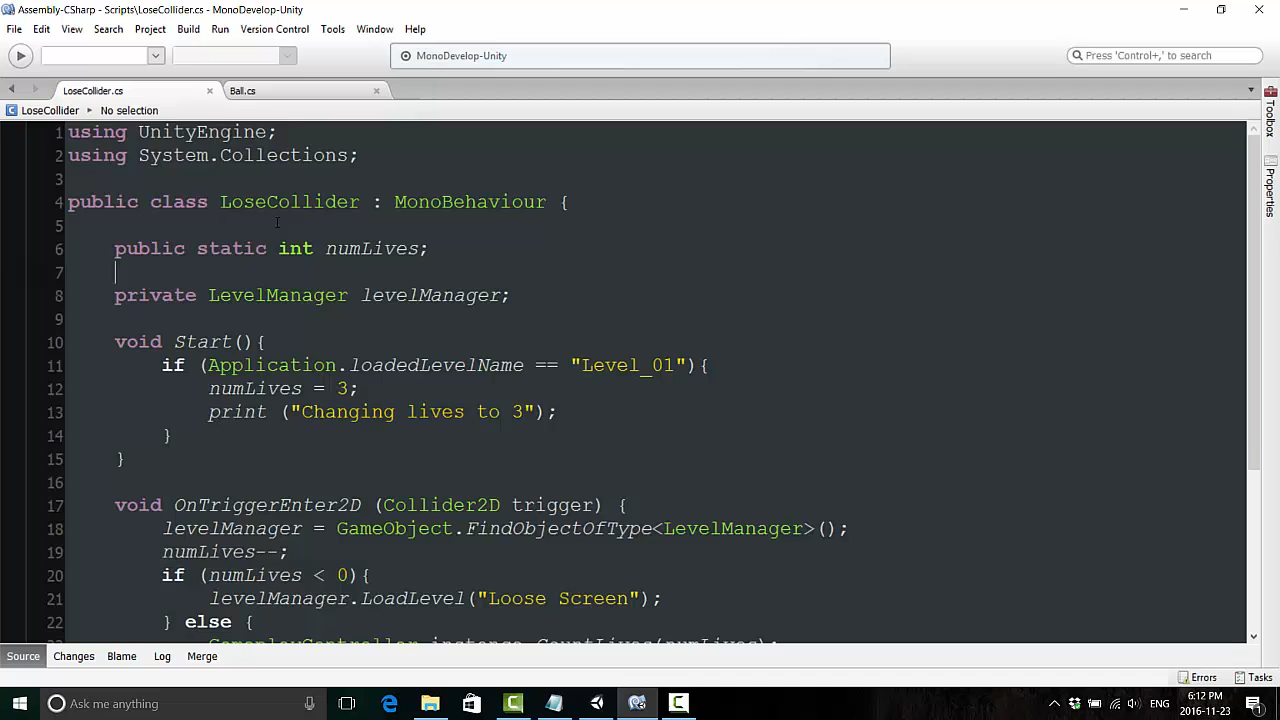 Assembly-CSharp - Scripts\LoseCollider.cs - MonoDevelop-Unity
File Edit View Search Project Build Run Version Control Tools Window Help
MonoDevelop-Unity
Press 'Control+,' to search
LoseCollider.cs Ball.cs
LoseCollider No selection
1 using UnityEngine;
2 using System.Collections;
3
4 public class LoseCollider : MonoBehaviour {
5
6 public static int numLives;
7
8 private LevelManager levelManager;
9
10 void Start(){
11 if (Application.loadedLevelName == "Level_01"){
12 numLives = 3;
13 print ("Changing lives to 3");
14 }
15 }
16
17 void OnTriggerEnter2D (Collider2D trigger) {
18 levelManager = GameObject.FindObjectOfType<LevelManager>();
19 numLives--;
20 if (numLives < 0){
21 levelManager.LoadLevel("Loose Screen");
22 } else {
23 GameplayController.instance.CountLives(numLives);
Toolbox
Properties
Source Changes Blame Log Merge
Errors Tasks
Ask me anything
6:12 PM
2016-11-23